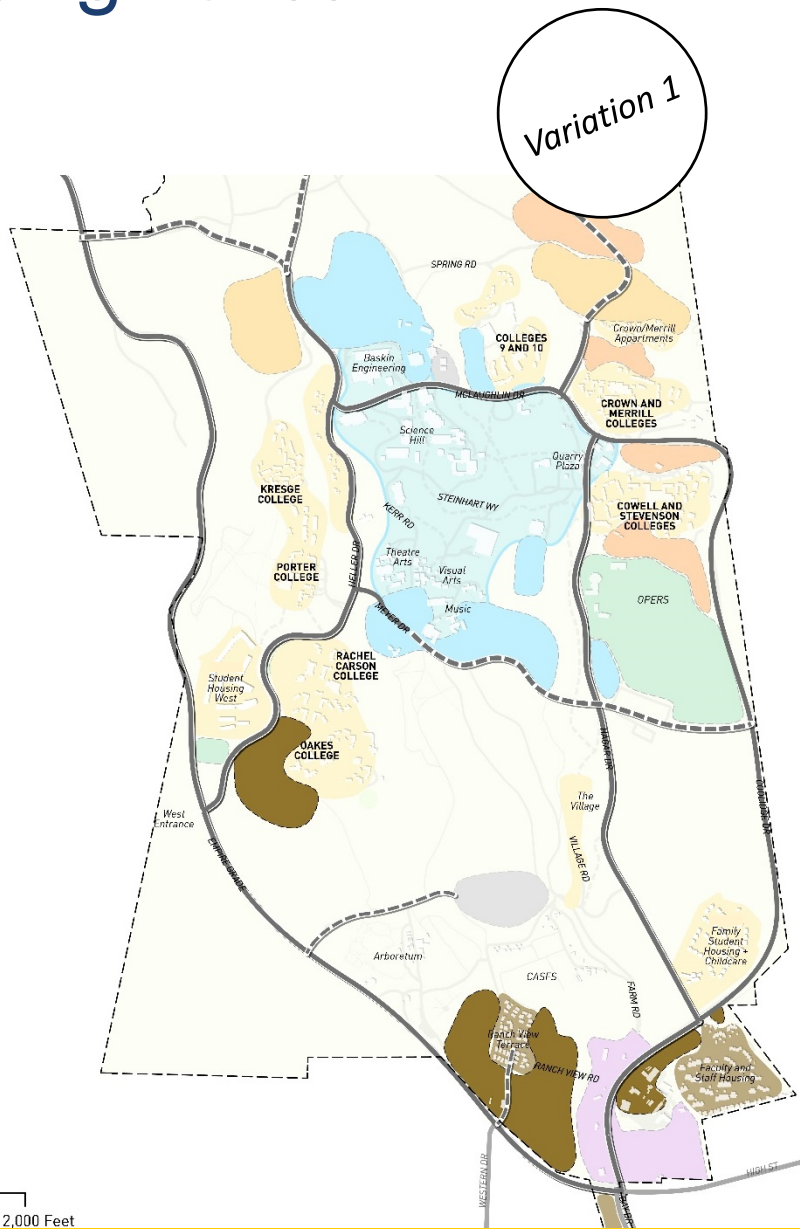 Variation 1
SPRING RD
Crown/Merrill
Appartments
COLLEGES
9 AND 10
Baskin
Engineering
MCLAUGHLIN DR
CROWN AND
MERRILL
COLLEGES
Science
Hill
Quarry
Plaza
KRESGE
COLLEGE
STEINHART WY
KERR RD
COWELL AND
STEVENSON
COLLEGES
HELLER DR
Theatre
Arts
PORTER
COLLEGE
Visual
Arts
OPERS
Music
MEYER DR
RACHEL
CARSON
COLLEGE
Student
Housing
West
HAGAR DR
OAKES
COLLEGE
The
Village
West
Entrance
EMPIRE GRADE
VILLAGE RD
Family
Student
Housing +
Childcare
Arboretum
CASFS
FARM RD
Ranch View
Terrace
RANCH VIEW RD
Faculty and
Staff Housing
WESTERN DR
HIGH ST
2,000 Feet